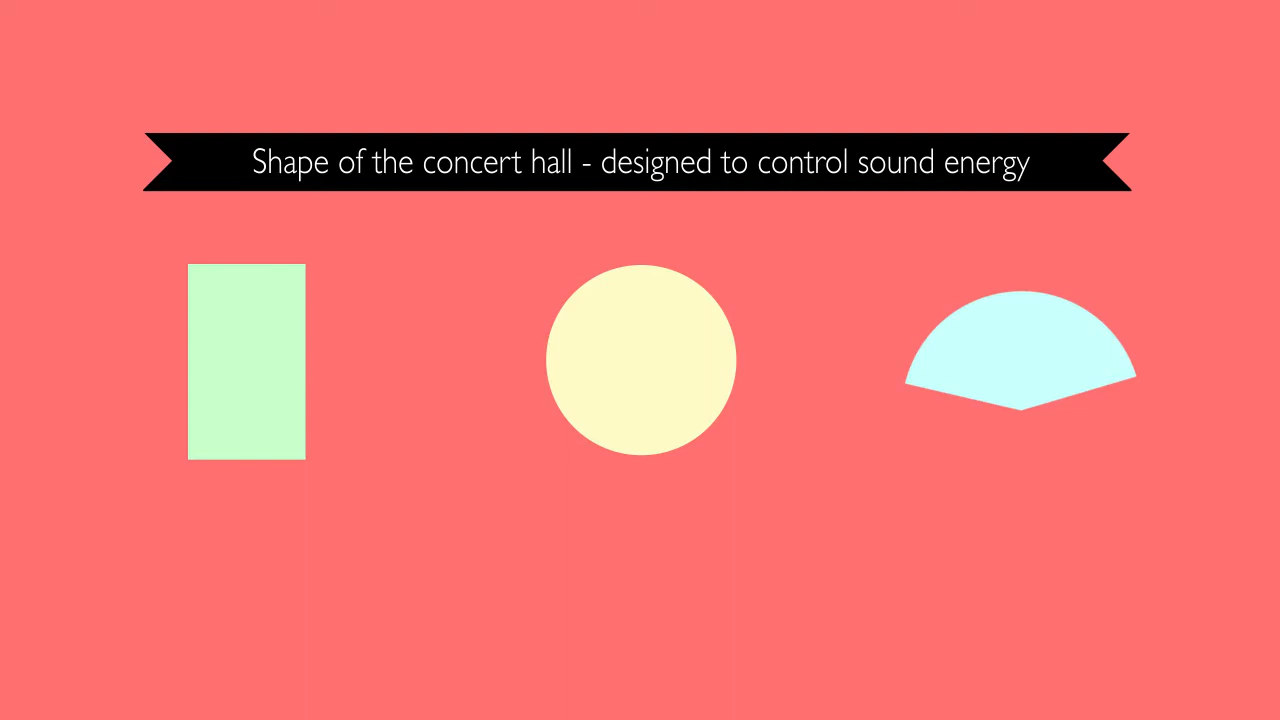 Shape of the concert hall - designed to control sound energy